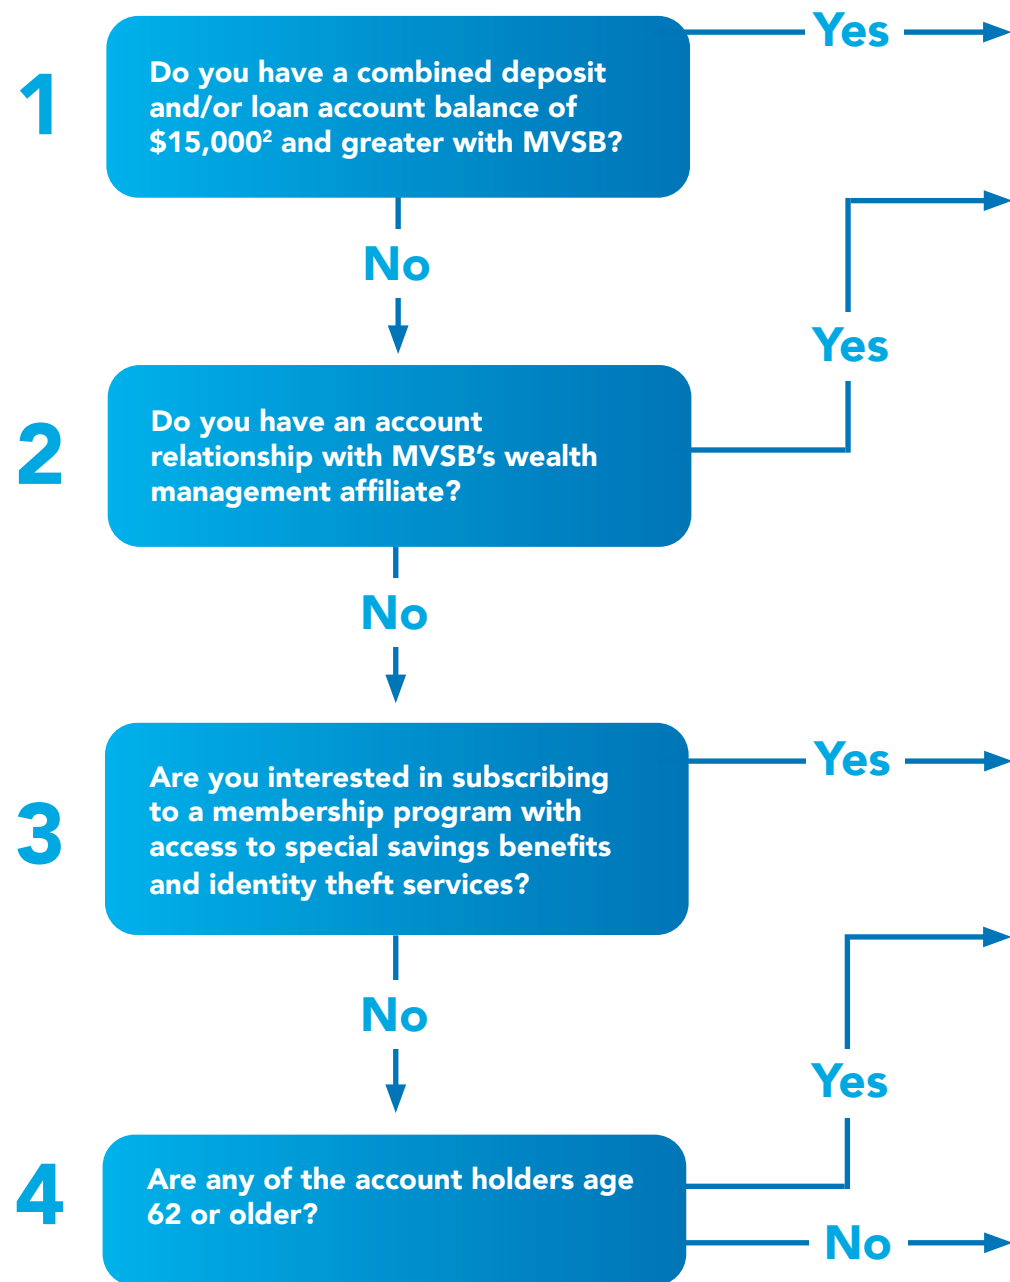 Yes
1
Do you have a combined deposit
and/or loan account balance of
$15,000² and greater with MVSB?
No
Yes
2
Do you have an account
relationship with MVSB’s wealth
management affiliate?
No
Yes
3
Are you interested in subscribing
to a membership program with
access to special savings benefits
and identity theft services?
No
Yes
4
Are any of the account holders age
62 or older?
No